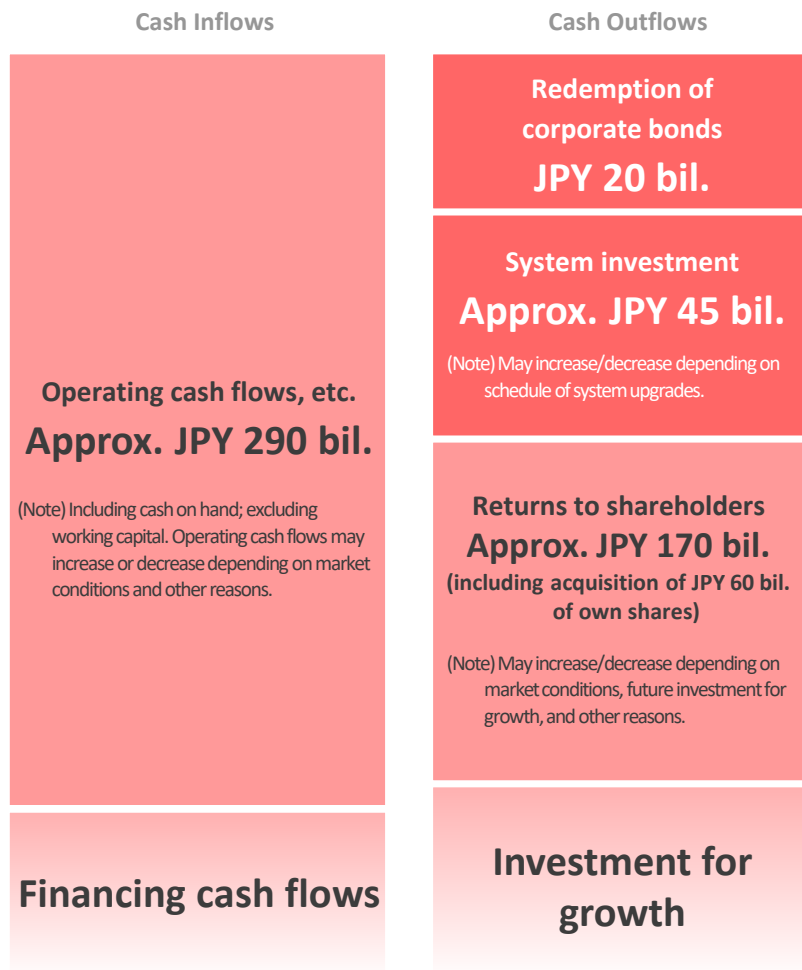 Cash Inflows
Operating cash flows, etc.
Approx. JPY 290 bil.
(Note) Including cash on hand; excluding
working capital. Operating cash flows may
increase or decrease depending on market
conditions and other reasons.
Financing cash flows
Cash Outflows
Redemption of
corporate bonds
JPY 20 bil.
System investment
Approx. JPY 45 bil.
(Note) May increase/decrease depending on
schedule of system upgrades.
Returns to shareholders
Approx. JPY 170 bil.
(including acquisition of JPY 60 bil.
of own shares)
(Note) May increase/decrease depending on
market conditions, future investment for
growth, and other reasons.
Investment for
growth